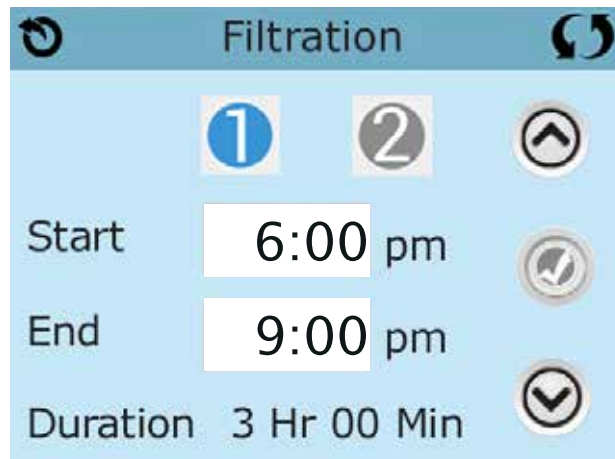 Filtration
1 2
Start 6:00 pm
End 9:00 pm
Duration 3 Hr 00 Min